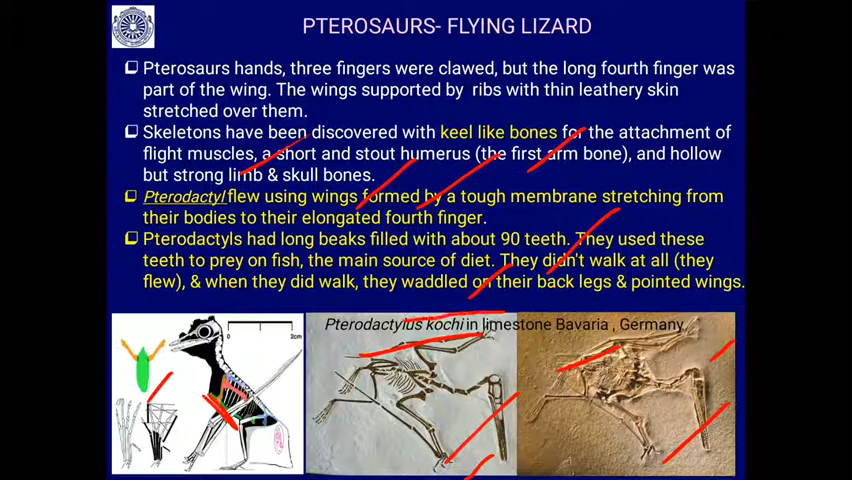 PTEROSAURS- FLYING LIZARD
Pterosaurs hands, three fingers were clawed, but the long fourth finger was
part of the wing. The wings supported by ribs with thin leathery skin
stretched over them.
Skeletons have been discovered with keel like bones for the attachment of
flight muscles, a short and stout humerus (the first arm bone), and hollow
but strong limb & skull bones.
Pterodactyl flew using wings formed by a tough membrane stretching from
their bodies to their elongated fourth finger.
Pterodactyls had long beaks filled with about 90 teeth. They used these
teeth to prey on fish, the main source of diet. They didn't walk at all (they
flew), & when they did walk, they waddled on their back legs & pointed wings.
Pterodactylus kochi in limestone Bavaria , Germany
2cm